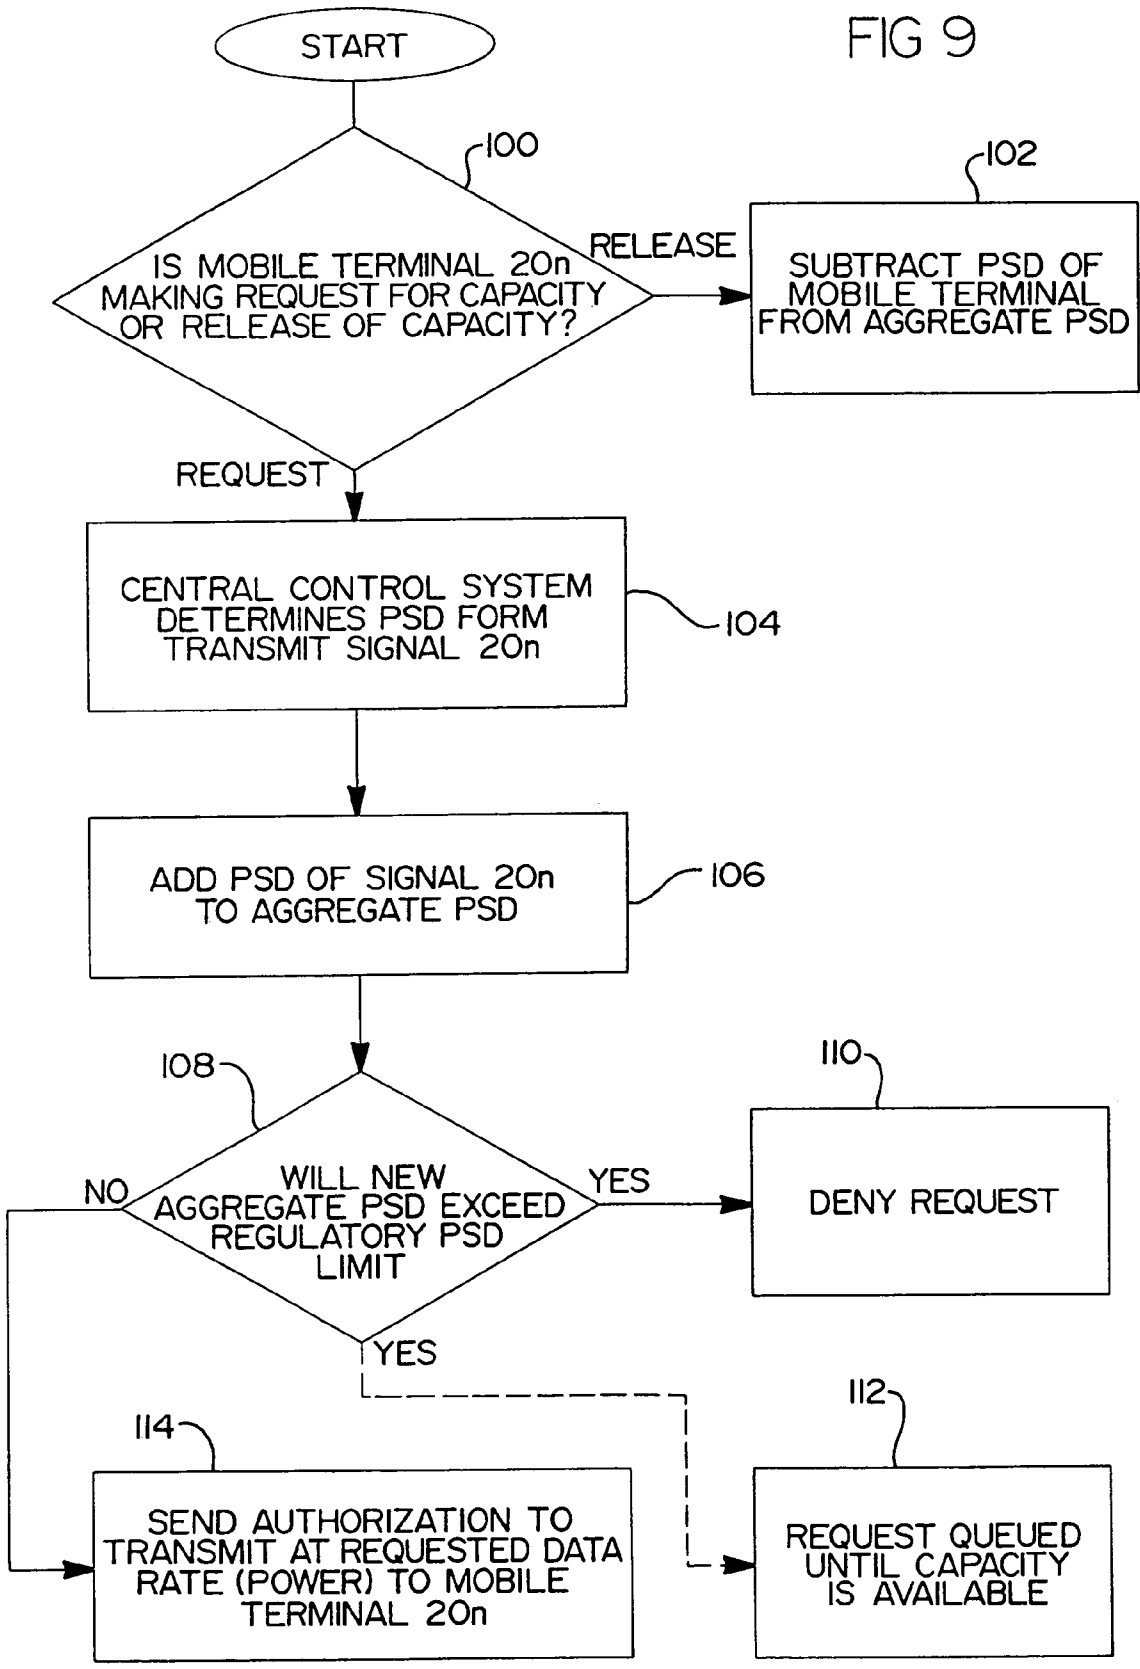 START
FIG 9
100
102
IS MOBILE TERMINAL 20n
MAKING REQUEST FOR CAPACITY
OR RELEASE OF CAPACITY?
RELEASE
SUBTRACT PSD OF
MOBILE TERMINAL
FROM AGGREGATE PSD
REQUEST
CENTRAL CONTROL SYSTEM
DETERMINES PSD FORM
TRANSMIT SIGNAL 20n
104
ADD PSD OF SIGNAL 20n
TO AGGREGATE PSD
106
108
110
NO
WILL NEW
AGGREGATE PSD EXCEED
REGULATORY PSD
LIMIT
YES
DENY REQUEST
YES
112
114
SEND AUTHORIZATION TO
TRANSMIT AT REQUESTED DATA
RATE (POWER) TO MOBILE
TERMINAL 20n
REQUEST QUEUED
UNTIL CAPACITY
IS AVAILABLE